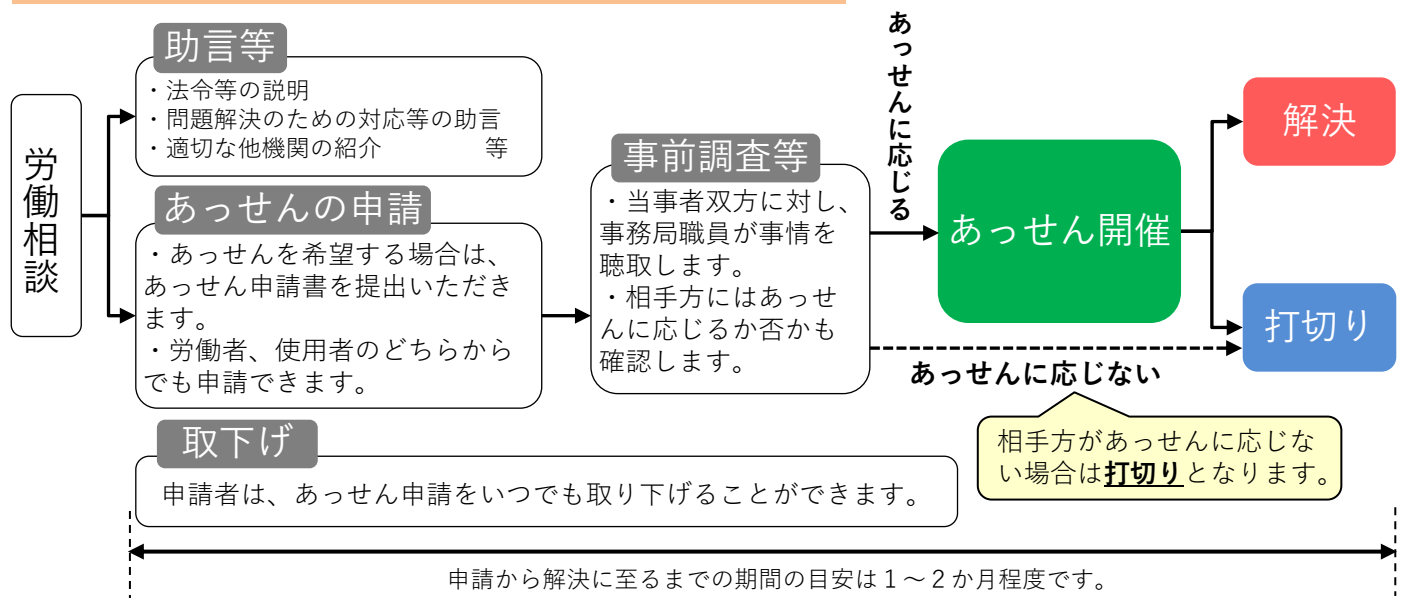 労働相談
助言等
・法令等の説明
・問題解決のための対応等の助言
・適切な他機関の紹介　　　　　等
あっせんの申請
・あっせんを希望する場合は、
あっせん申請書を提出いただき
ます。
・労働者、使用者のどちらから
でも申請できます。
事前調査等
・当事者双方に対し、
事務局職員が事情を
聴取します。
・相手方にはあっせ
んに応じるか否かも
確認します。
あっせんに応じる
あっせん開催
解決
打切り
あっせんに応じない
相手方があっせんに応じな
い場合は打切りとなります。
取下げ
申請者は、あっせん申請をいつでも取り下げることができます。
申請から解決に至るまでの期間の目安は１～２か月程度です。